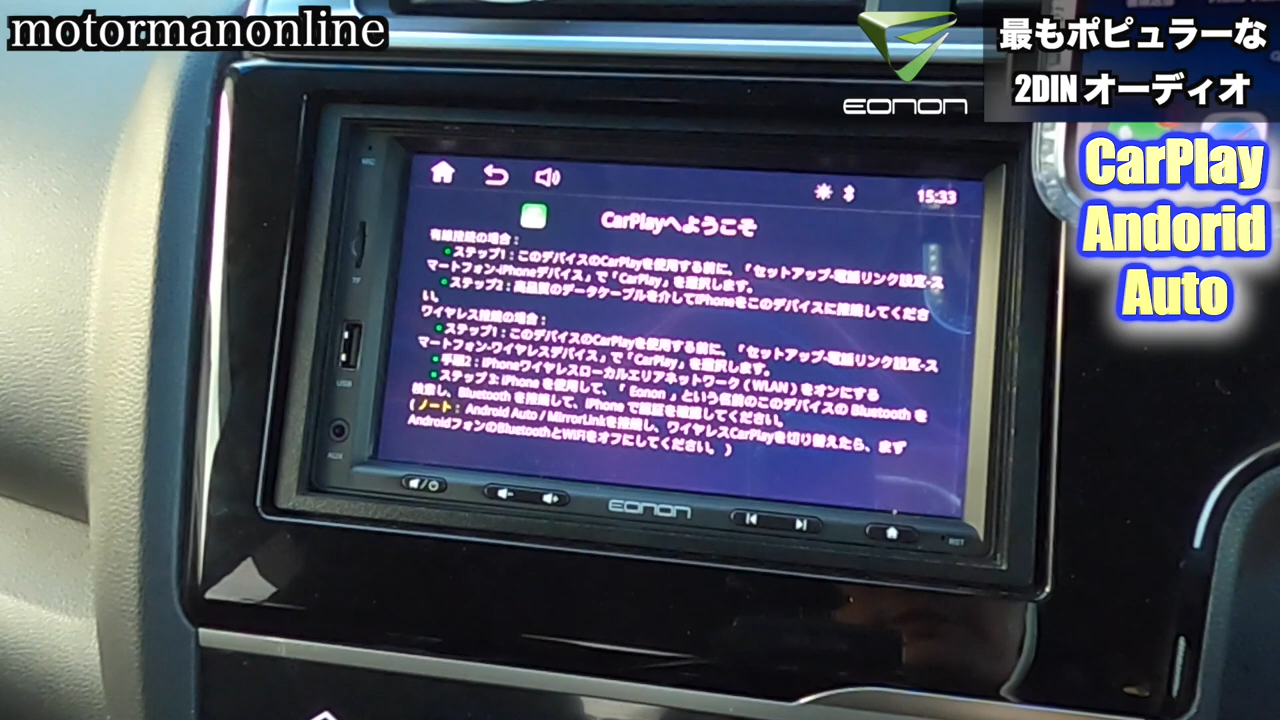 motormanonline
EONON
最もポピュラーな
2DIN オーディオ
CarPlay
Andorid
Auto
MIC
15:33
CarPlayへようこそ
有線接続の場合：
ステップ1：このデバイスのCarPlayを使用する前に、「セットアップ-電話リンク設定-ス
マートフォン-iPhoneデバイス」で「CarPlay」を選択します。
ステップ2：高品質のデータケーブルを介してiPhoneをこのデバイスに接続してくださ
い。
ワイヤレス接続の場合：
ステップ1：このデバイスのCarPlayを使用する前に、「セットアップ-電話リンク設定-ス
マートフォン-ワイヤレスデバイス」で「CarPlay」を選択します。
手順2：iPhoneワイヤレスローカルエリアネットワーク（WLAN）をオンにする
ステップ3: iPhone を使用して、「 Eonon 」という名前のこのデバイスの Bluetooth を
検索し、Bluetooth を接続して、iPhone で認証を確認してください。
(ノート：Android Auto / MirrorLinkを接続し、ワイヤレスCarPlayを切り替えたら、まず
AndroidフォンのBluetoothとWiFiをオフにしてください。)
TF
USB
AUX
EONON
RST